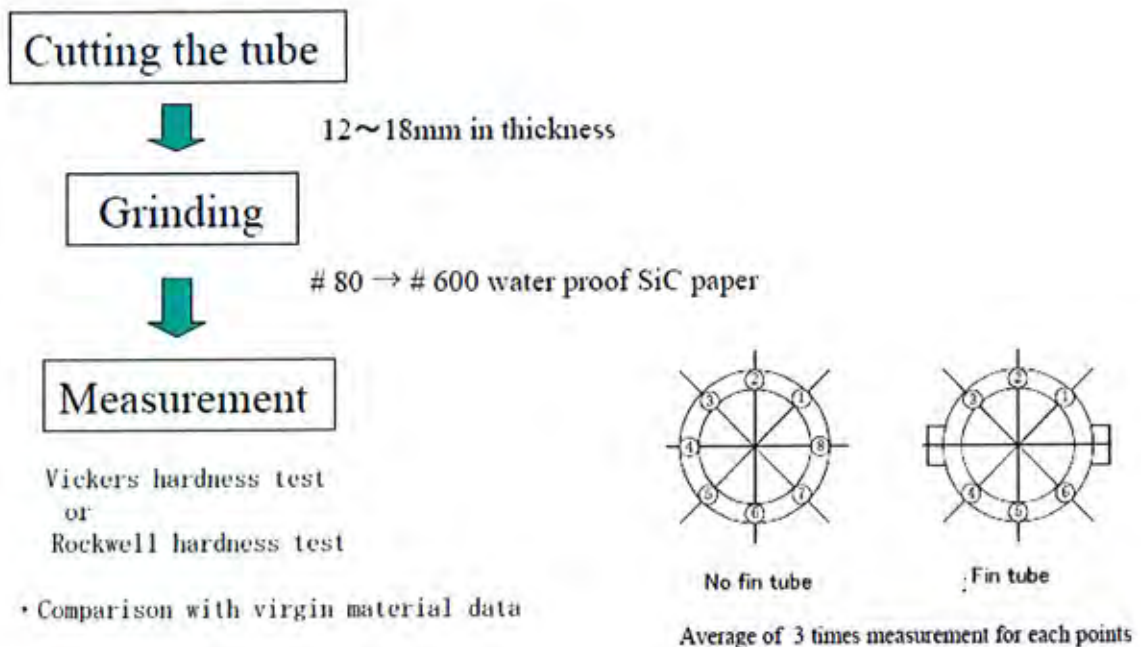 Cutting the tube
12～18mm in thickness
Grinding
# 80 → # 600 water proof SiC paper
Measurement
Vickers hardness test
or
Rockwell hardness test
・Comparison with virgin material data
② ②
③ ① ③ ①
④ ⑧
⑤ ⑦ ④ ⑥
⑥ ⑤
No fin tube
Fin tube
Average of 3 times measurement for each points